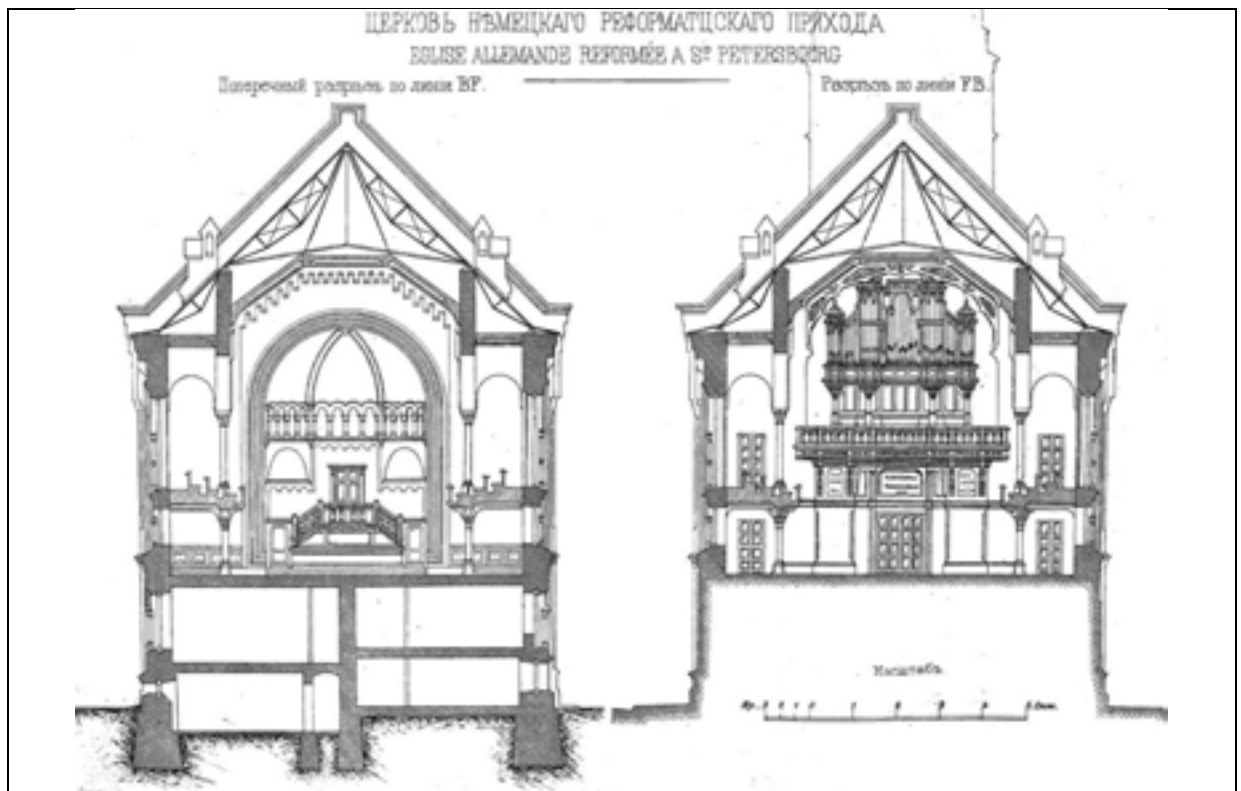 ЦЕРКОВЬ НѢМЕЦКАГО РЕФОРМАТСКАГО ПРИХОДА
EGLISE ALLEMANDE REFORMÉE A Sᵗ PETERSBOURG
Поперечный разрѣзъ по линіи BF.
Разрѣзъ по линіи FB.
Масштабъ.